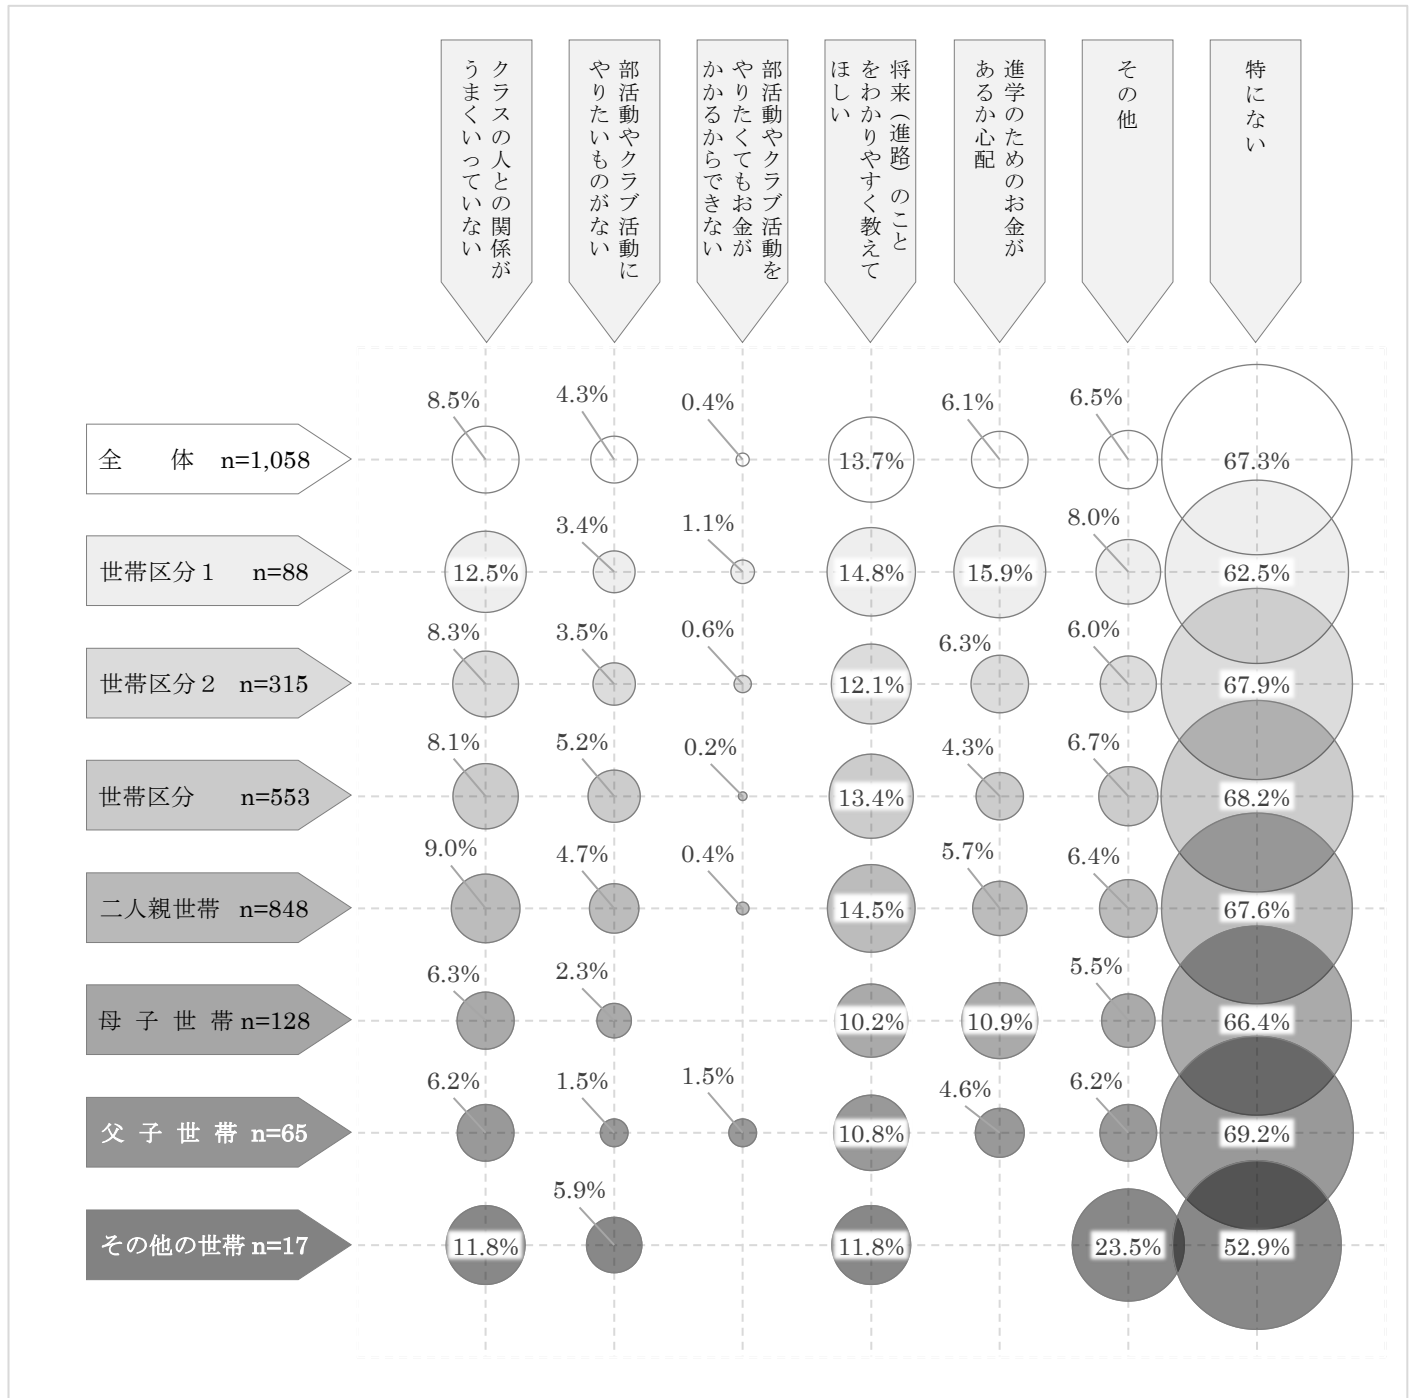 クラスの人との関係が
うまくいっていない
部活動やクラブ活動に
やりたいものがない
部活動やクラブ活動を
やりたくてもお金が
かかるからできない
将来（進路）のこと
をわかりやすく教えて
ほしい
進学のためのお金が
あるか心配
その他
特にない
全　体 n=1,058
8.5%
4.3%
0.4%
13.7%
6.1%
6.5%
67.3%
世帯区分１ n=88
12.5%
3.4%
1.1%
14.8%
15.9%
8.0%
62.5%
世帯区分２ n=315
8.3%
3.5%
0.6%
12.1%
6.3%
6.0%
67.9%
世帯区分 n=553
8.1%
5.2%
0.2%
13.4%
4.3%
6.7%
68.2%
二人親世帯 n=848
9.0%
4.7%
0.4%
14.5%
5.7%
6.4%
67.6%
母 子 世 帯 n=128
6.3%
2.3%
10.2%
10.9%
5.5%
66.4%
父 子 世 帯 n=65
6.2%
1.5%
1.5%
10.8%
4.6%
6.2%
69.2%
その他の世帯 n=17
11.8%
5.9%
11.8%
23.5%
52.9%